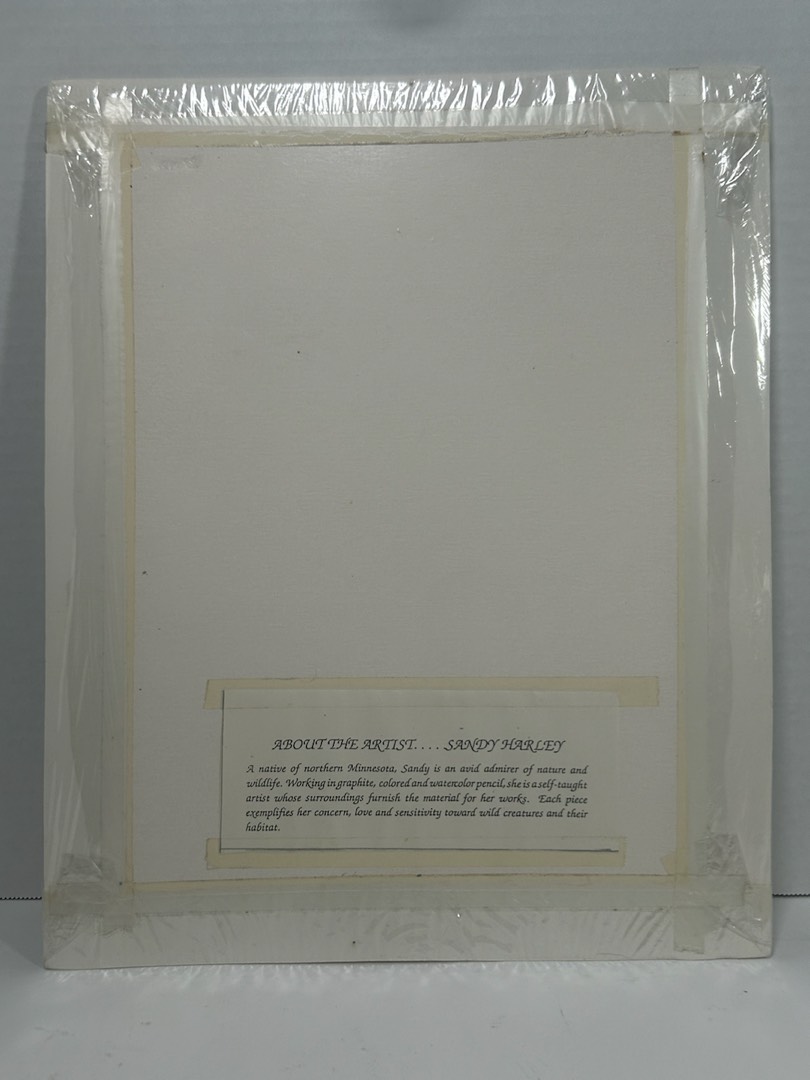 ABOUT THE ARTIST. . . . SANDY HARLEY
A native of northern Minnesota, Sandy is an avid admirer of nature and
wildlife. Working in graphite, colored and watercolor pencil, she is a self-taught
artist whose surroundings furnish the material for her works. Each piece
exemplifies her concern, love and sensitivity toward wild creatures and their
habitat.